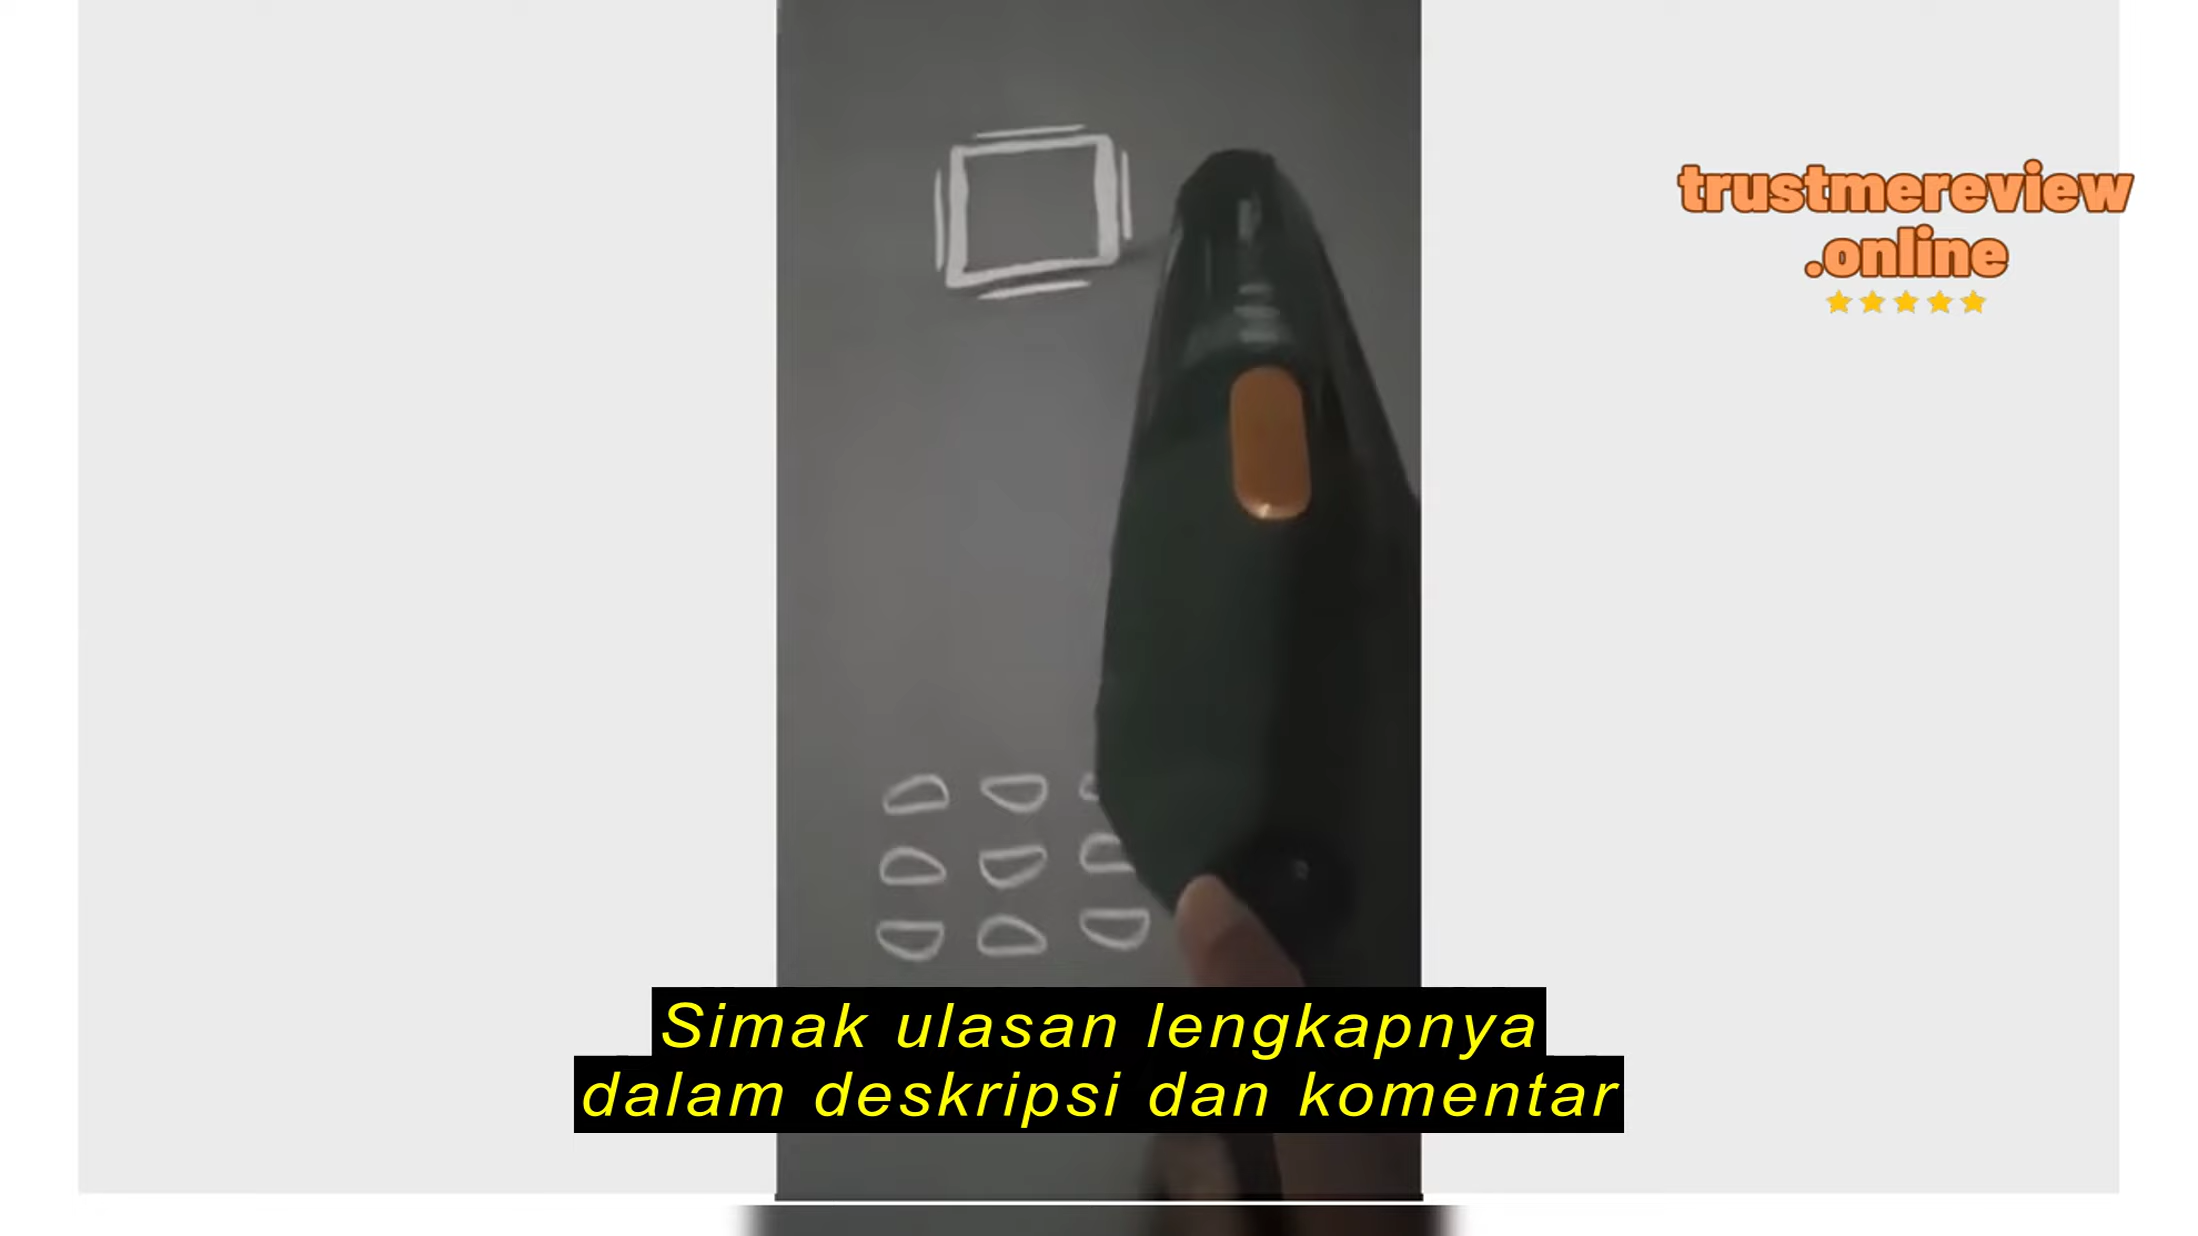 trustmereview
.online
Simak ulasan lengkapnya
dalam deskripsi dan komentar